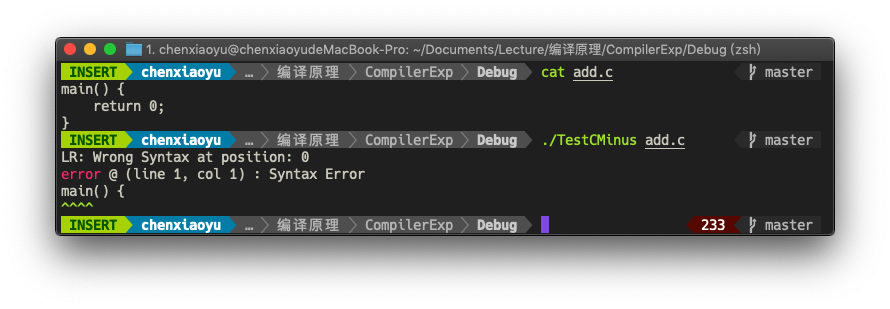 1. chenxiaoyu@chenxiaoyudeMacBook-Pro: ~/Documents/Lecture/编译原理/CompilerExp/Debug (zsh)
INSERT chenxiaoyu … 编译原理 CompilerExp Debug cat add.c master
main() {
    return 0;
}
INSERT chenxiaoyu … 编译原理 CompilerExp Debug ./TestCMinus add.c master
LR: Wrong Syntax at position: 0
error @ (line 1, col 1) : Syntax Error
main() {
^^^^
INSERT chenxiaoyu … 编译原理 CompilerExp Debug 233 master